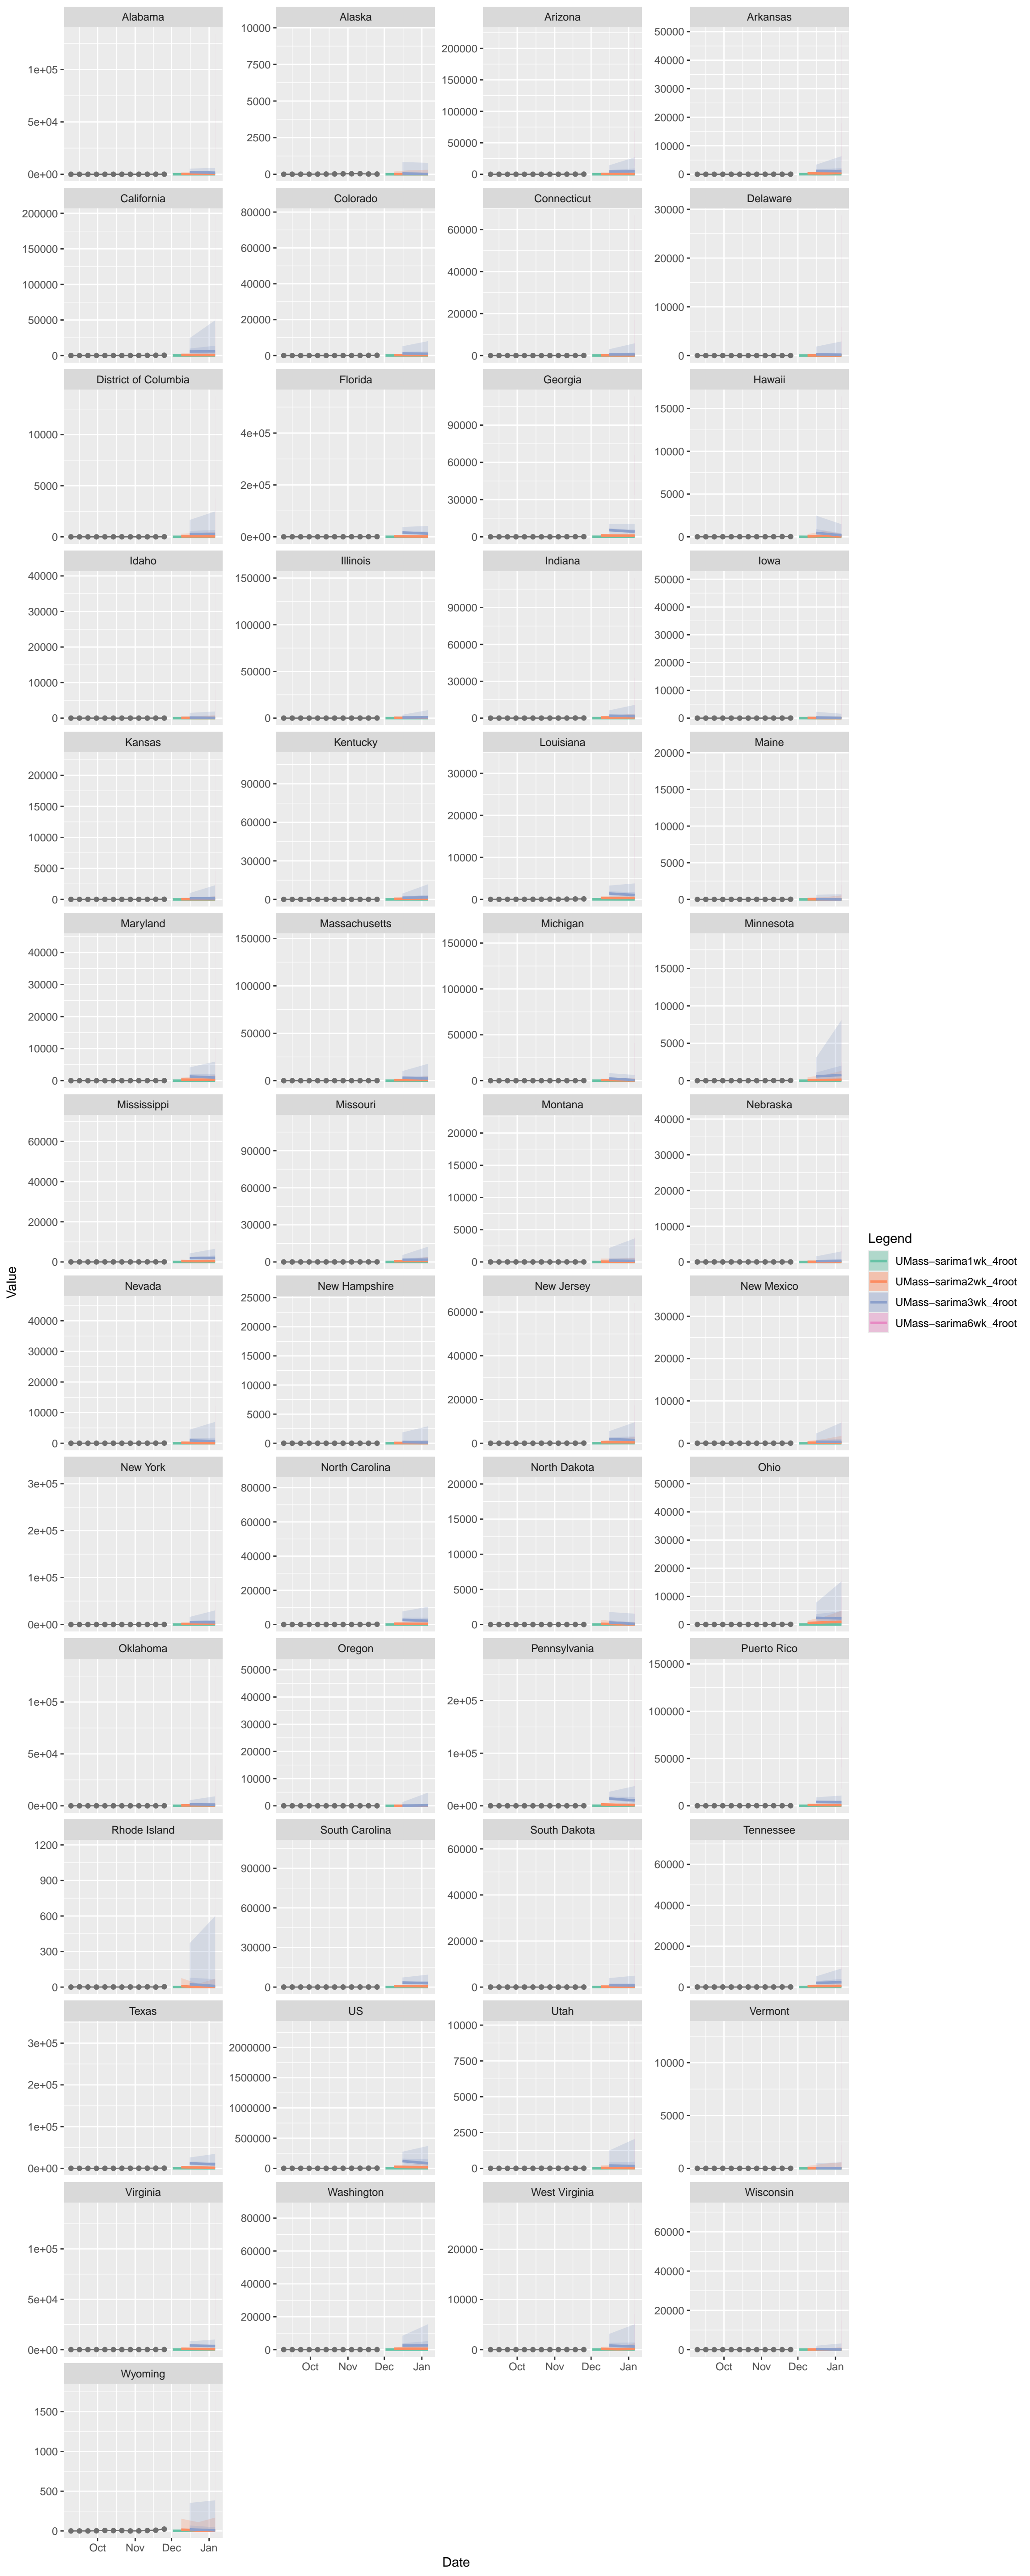 Alabama Alaska Arizona Arkansas
1e+05 5e+04 0e+00
10000 7500 5000 2500 0
200000 150000 100000 50000 0
50000 40000 30000 20000 10000 0
California Colorado Connecticut Delaware
200000 150000 100000 50000 0
80000 60000 40000 20000 0
60000 40000 20000 0
30000 20000 10000 0
District of Columbia Florida Georgia Hawaii
10000 5000 0
4e+05 2e+05 0e+00
90000 60000 30000 0
15000 10000 5000 0
Idaho Illinois Indiana Iowa
40000 30000 20000 10000 0
150000 100000 50000 0
90000 60000 30000 0
50000 40000 30000 20000 10000 0
Kansas Kentucky Louisiana Maine
20000 15000 10000 5000 0
90000 60000 30000 0
30000 20000 10000 0
20000 15000 10000 5000 0
Maryland Massachusetts Michigan Minnesota
40000 30000 20000 10000 0
150000 100000 50000 0
150000 100000 50000 0
15000 10000 5000 0
Mississippi Missouri Montana Nebraska
60000 40000 20000 0
90000 60000 30000 0
20000 15000 10000 5000 0
40000 30000 20000 10000 0
Nevada New Hampshire New Jersey New Mexico
40000 30000 20000 10000 0
25000 20000 15000 10000 5000 0
60000 40000 20000 0
30000 20000 10000 0
New York North Carolina North Dakota Ohio
3e+05 2e+05 1e+05 0e+00
80000 60000 40000 20000 0
20000 15000 10000 5000 0
50000 40000 30000 20000 10000 0
Oklahoma Oregon Pennsylvania Puerto Rico
1e+05 5e+04 0e+00
50000 40000 30000 20000 10000 0
2e+05 1e+05 0e+00
150000 100000 50000 0
Rhode Island South Carolina South Dakota Tennessee
1200 900 600 300 0
90000 60000 30000 0
60000 40000 20000 0
60000 40000 20000 0
Texas US Utah Vermont
3e+05 2e+05 1e+05 0e+00
2000000 1500000 1000000 500000 0
10000 7500 5000 2500 0
10000 5000 0
Virginia Washington West Virginia Wisconsin
1e+05 5e+04 0e+00
80000 60000 40000 20000 0
20000 10000 0
60000 40000 20000 0
Oct Nov Dec Jan Oct Nov Dec Jan Oct Nov Dec Jan
Wyoming
1500 1000 500 0
Oct Nov Dec Jan
Date
Value
Legend
UMass−sarima1wk_4root
UMass−sarima2wk_4root
UMass−sarima3wk_4root
UMass−sarima6wk_4root